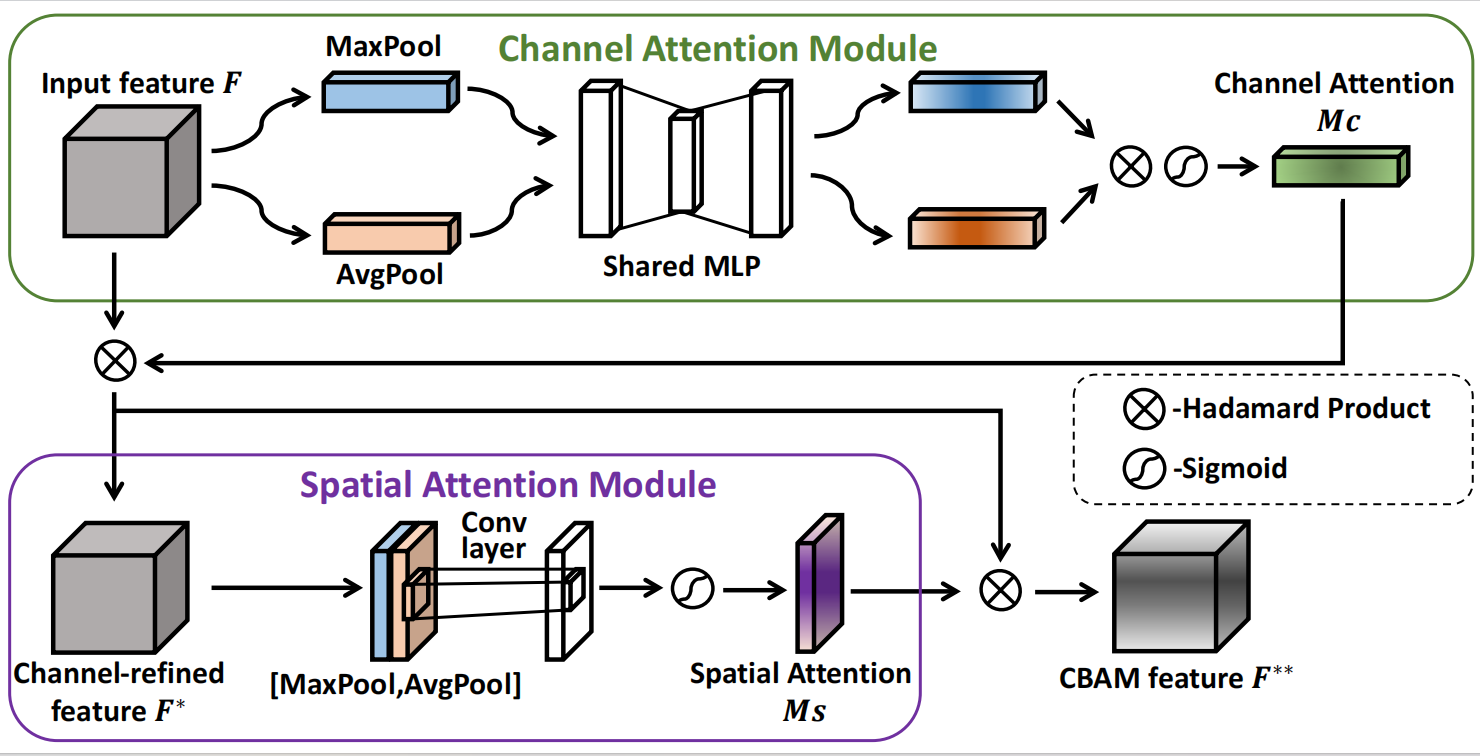 Channel Attention Module
MaxPool
Input feature F
AvgPool
Shared MLP
Channel Attention
Mc
-Hadamard Product
-Sigmoid
Spatial Attention Module
Conv
layer
Channel-refined
feature F*
[MaxPool,AvgPool]
Spatial Attention
Ms
CBAM feature F**